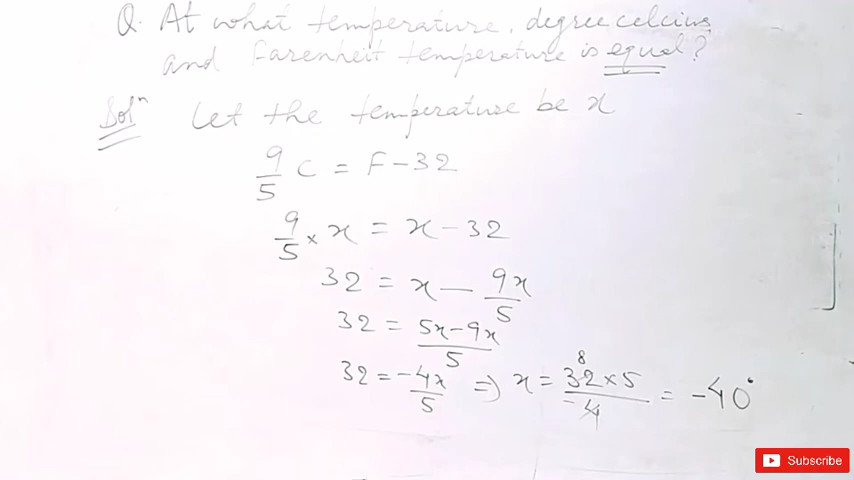 Q. At what temperature, degree celcius
and Farenheit temperature is equal?
Solⁿ Let the temperature be x
9/5 C = F - 32
9/5 × x = x - 32
32 = x - 9x/5
32 = 5x-9x/5
32 = -4x/5 => x = 8 32×5/-4 = -40°
Subscribe